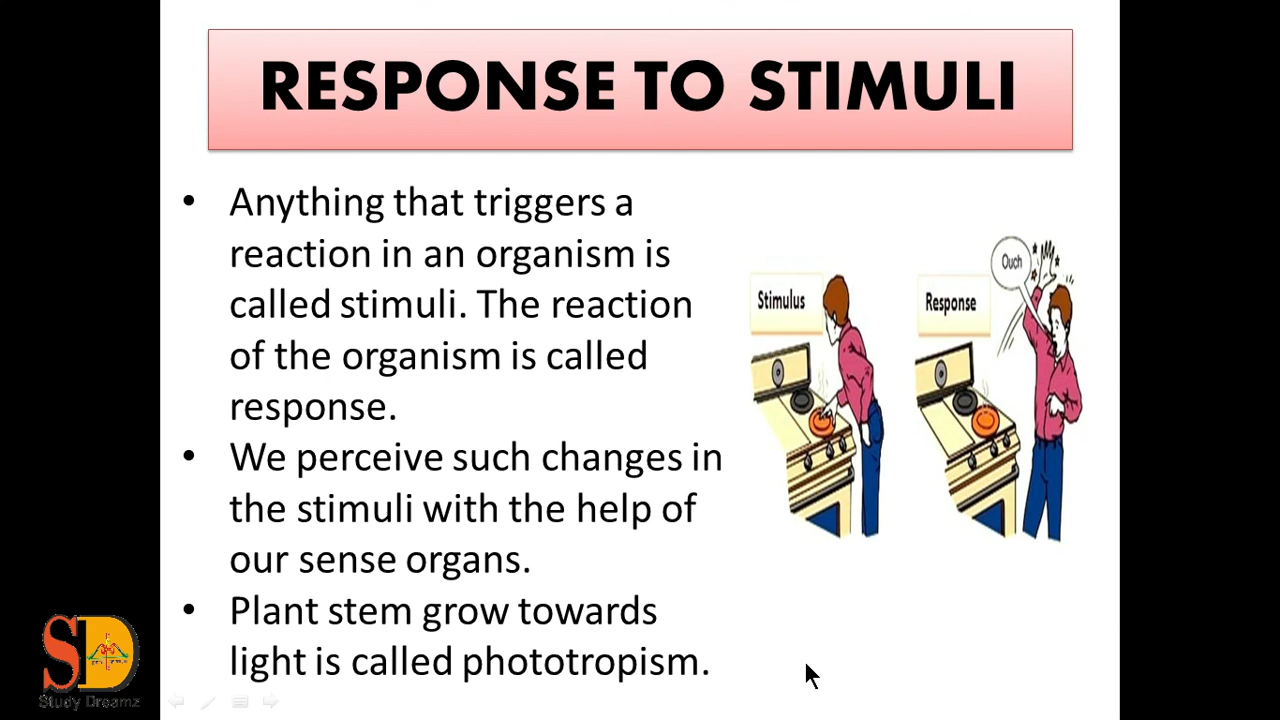 RESPONSE TO STIMULI
• Anything that triggers a
reaction in an organism is
called stimuli. The reaction
of the organism is called
response.
• We perceive such changes in
the stimuli with the help of
our sense organs.
• Plant stem grow towards
light is called phototropism.
Stimulus
Response
Ouch
SD
Study Dreamz